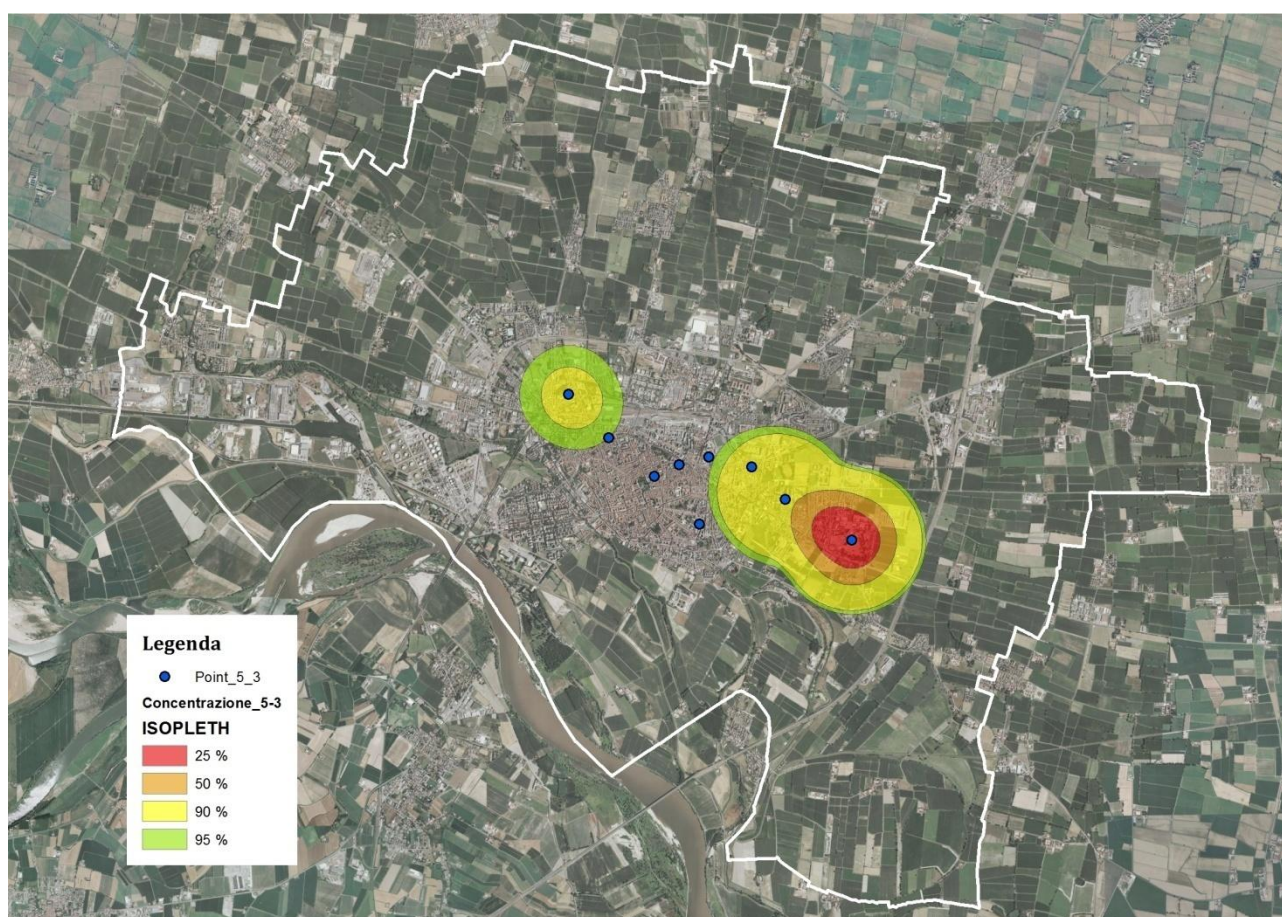 Legenda
Point_5_3
Concentrazione_5-3
ISOPLETH
25 %
50 %
90 %
95 %